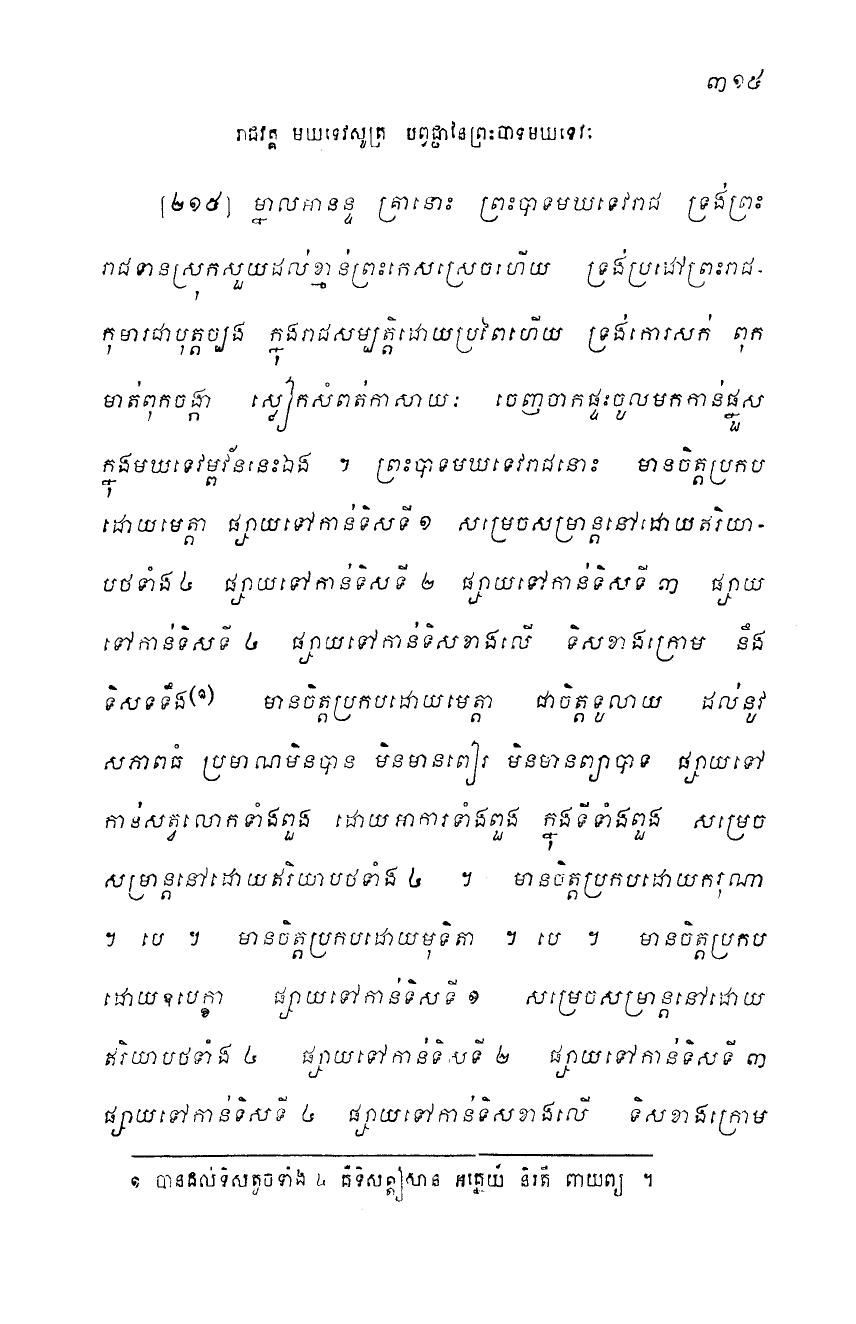 ៣១៥
រាជវគ្គ មឃទេវសូត្រ បព្វជ្ជានៃព្រះបាទមឃទេវៈ
[២១៥] ម្នាលអានន្ទ គ្រានោះ ព្រះបាទមឃទេវរាជ ទ្រង់ព្រះ
រាជទានស្រុកសួយដល់ខ្មាន់ព្រះកេសស្រេចហើយ ទ្រង់ប្រដៅព្រះរាជ-
កុមារជាបុត្តច្បង ក្នុងរាជសម្បត្តិដោយប្រពៃហើយ ទ្រង់កោរសក់ ពុក
មាត់ពុកចង្កា ស្លៀកសំពត់កាសាយៈ ចេញចាកផ្ទះចូលមកកាន់ផ្នួស
ក្នុងមឃទេវម្ពវ័ននេះឯង ។ ព្រះបាទមឃទេវរាជនោះ មានចិត្តប្រកប
ដោយមេត្តា ផ្សាយទៅកាន់ទិសទី ១ សម្រេចសម្រាន្តនៅដោយឥរិយា-
បថទាំង ៤ ផ្សាយទៅកាន់ទិសទី ២ ផ្សាយទៅកាន់ទិសទី ៣ ផ្សាយ
ទៅកាន់ទិសទី ៤ ផ្សាយទៅកាន់ទិសខាងលើ ទិសខាងក្រោម នឹង
ទិសទទឹង(១) មានចិត្តប្រកបដោយមេត្តា ជាចិត្តទូលាយ ដល់នូវ
សភាពធំ ប្រមាណមិនបាន មិនមានពៀរ មិនមានព្យាបាទ ផ្សាយទៅ
កាន់សត្វលោកទាំងពួង ដោយអាការទាំងពួង ក្នុងទីទាំងពួង សម្រេច
សម្រាន្តនៅដោយឥរិយាបថទាំង ៤ ។ មានចិត្តប្រកបដោយករុណា
។ បេ ។ មានចិត្តប្រកបដោយមុទិតា ។ បេ ។ មានចិត្តប្រកប
ដោយឧបេក្ខា ផ្សាយទៅកាន់ទិសទី ១ សម្រេចសម្រាន្តនៅដោយ
ឥរិយាបថទាំង ៤ ផ្សាយទៅកាន់ទិសទី ២ ផ្សាយទៅកាន់ទិសទី ៣
ផ្សាយទៅកាន់ទិសទី ៤ ផ្សាយទៅកាន់ទិសខាងលើ ទិសខាងក្រោម
១ បានដល់ទិសតូចទាំង ៤ គឺទិសឦសាន អគ្នេយ៍ និរតី ពាយព្យ ។